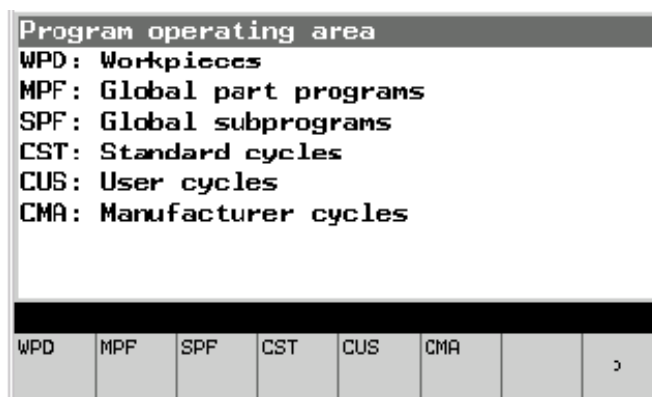 Program operating area
WPD: Workpieces
MPF: Global part programs
SPF: Global subprograms
CST: Standard cycles
CUS: User cycles
CMA: Manufacturer cycles
WPD MPF SPF CST CUS CMA >